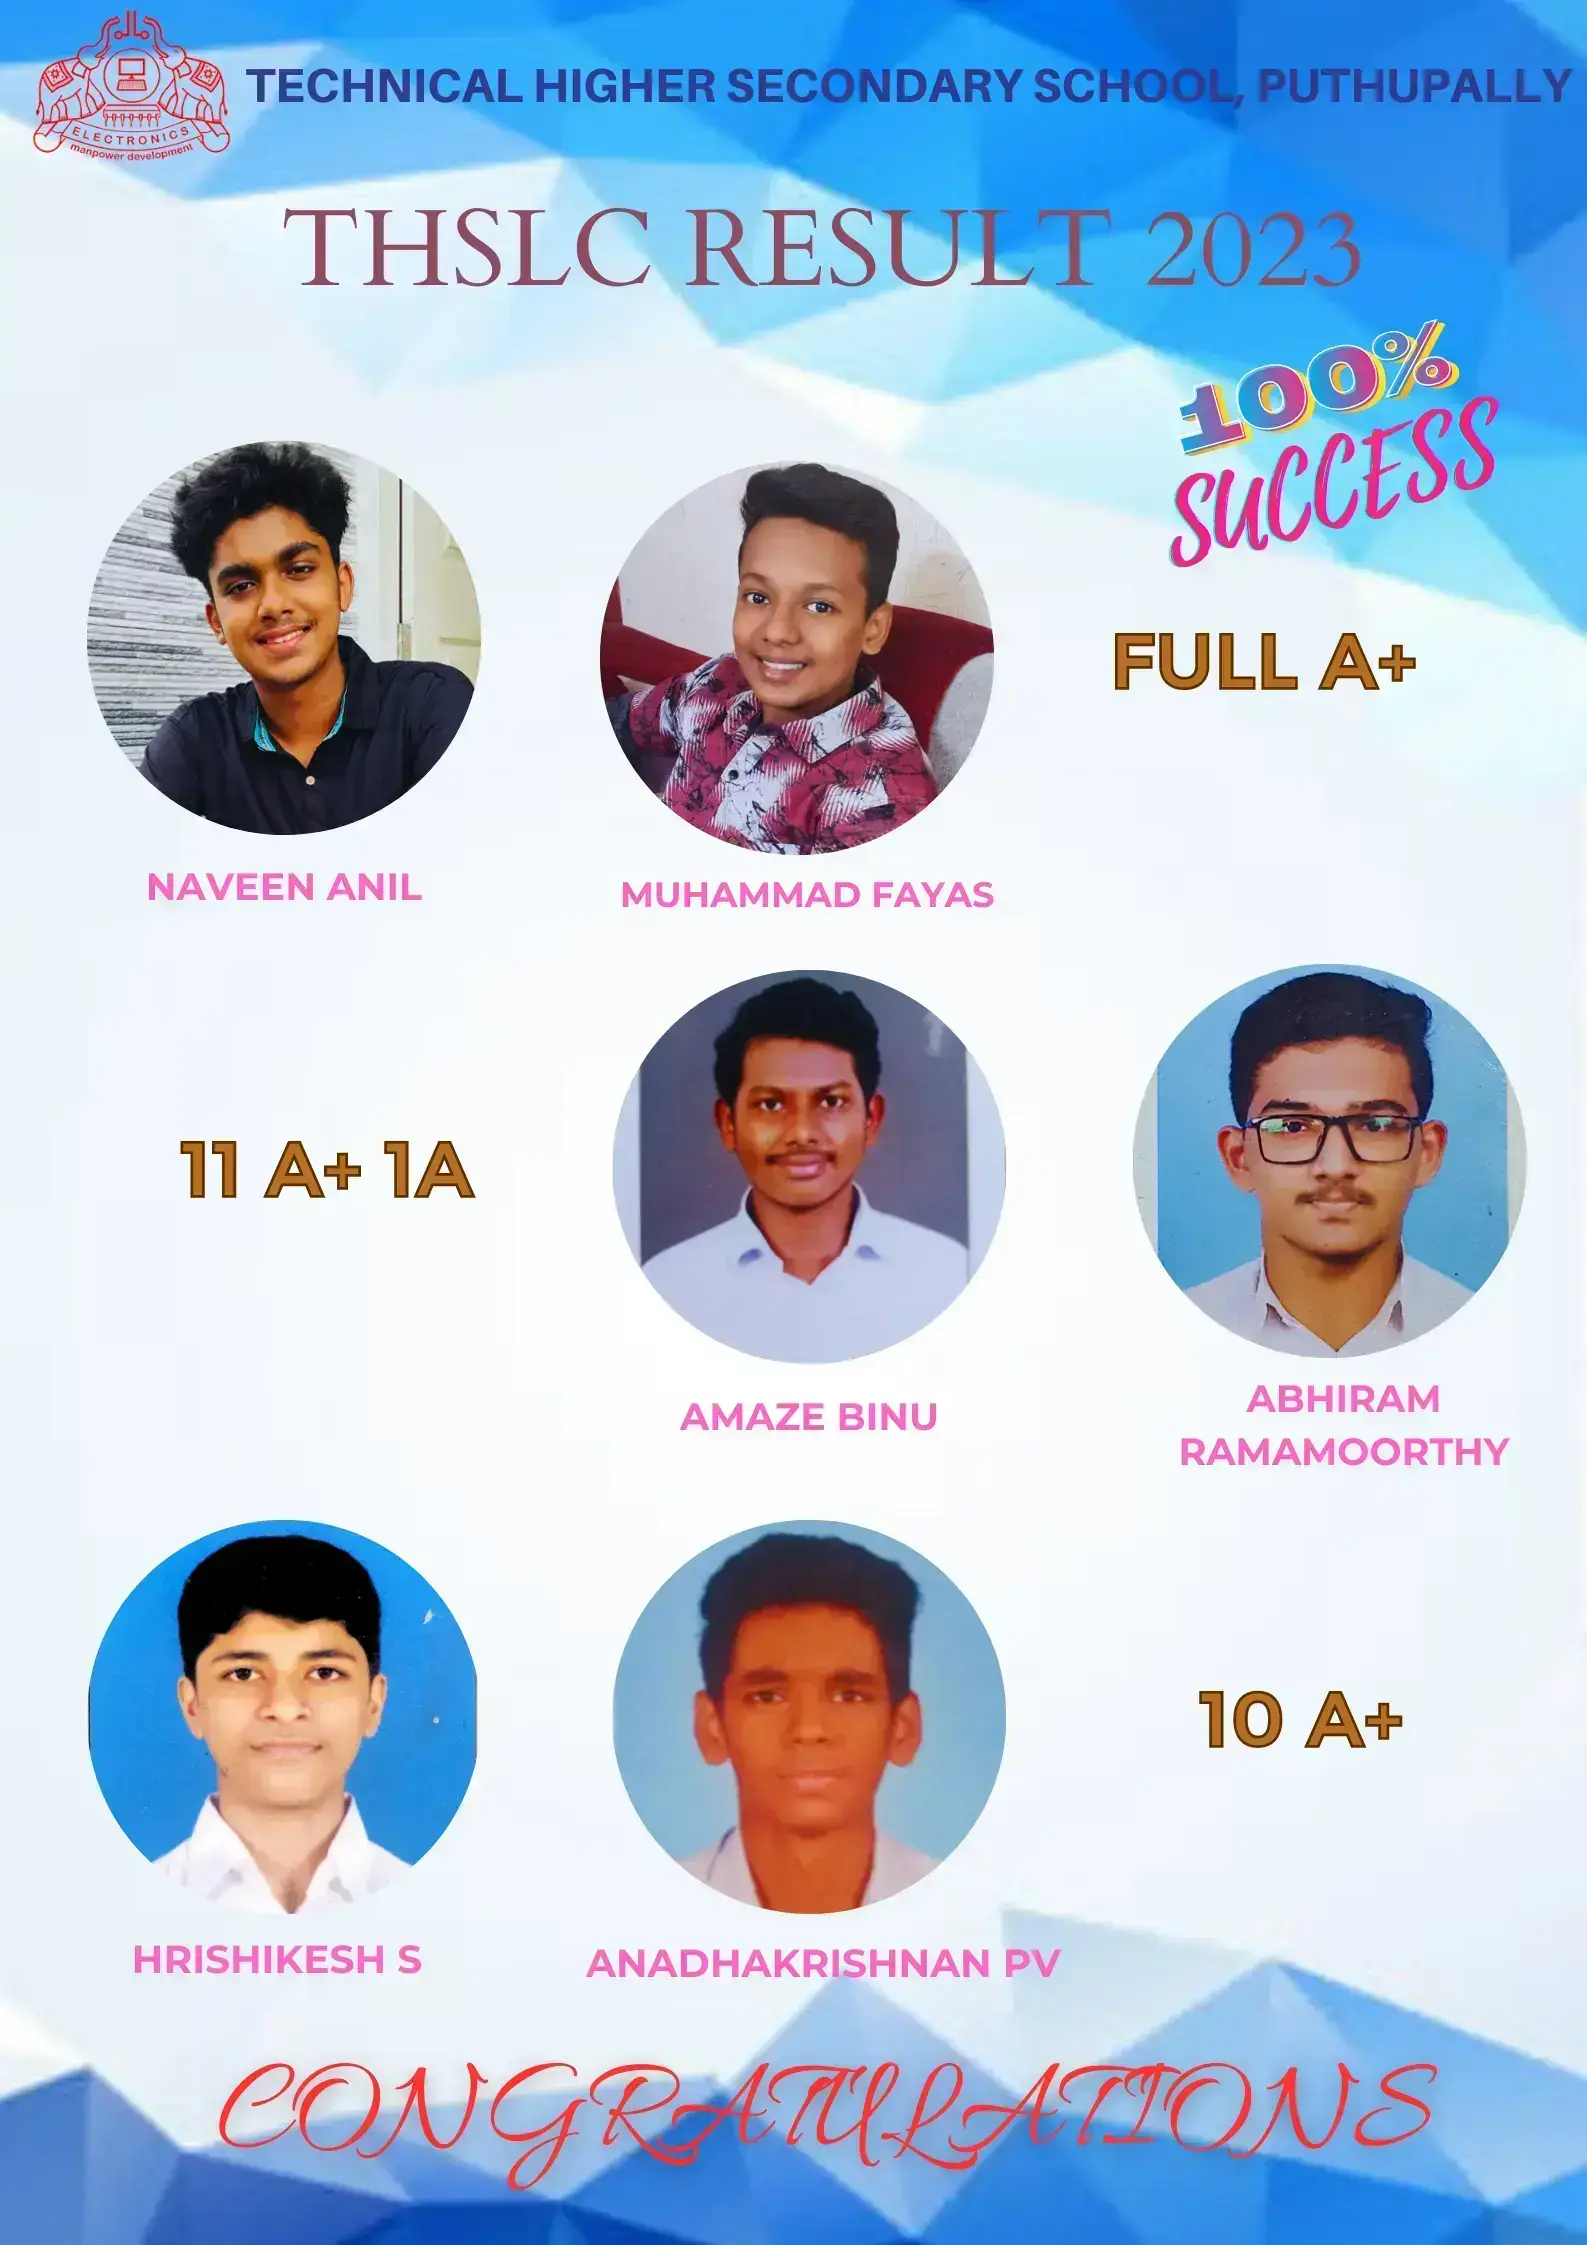 ELECTRONICS
manpower development
TECHNICAL HIGHER SECONDARY SCHOOL, PUTHUPALLY
THSLC RESULT 2023
100%
SUCCESS
FULL A+
NAVEEN ANIL
MUHAMMAD FAYAS
11 A+ 1A
AMAZE BINU
ABHIRAM
RAMAMOORTHY
10 A+
HRISHIKESH S
ANADHAKRISHNAN PV
CONGRATULATIONS